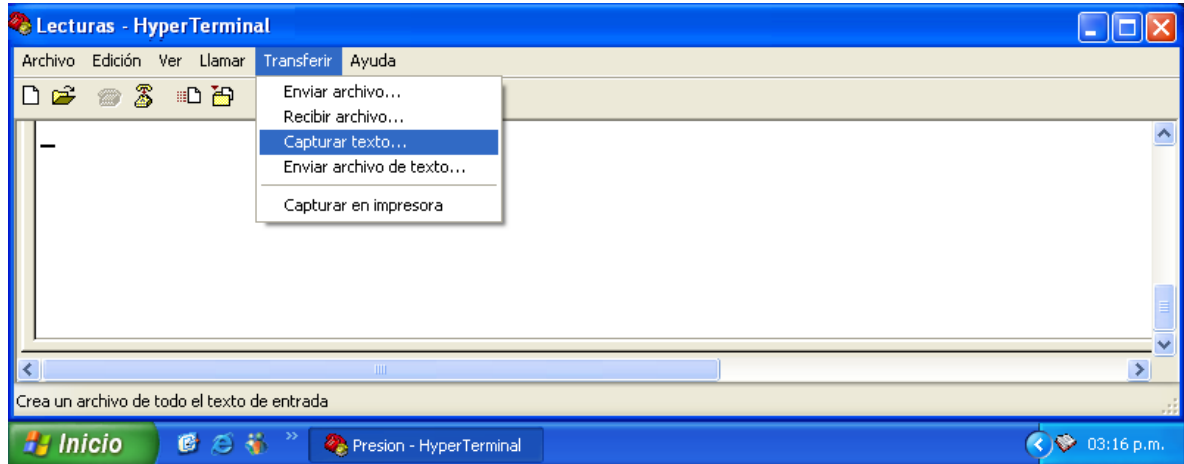 Lecturas - HyperTerminal
Archivo Edición Ver Llamar Transferir Ayuda
Enviar archivo...
Recibir archivo...
Capturar texto...
Enviar archivo de texto...
Capturar en impresora
Crea un archivo de todo el texto de entrada
Inicio » Presion - HyperTerminal 03:16 p.m.